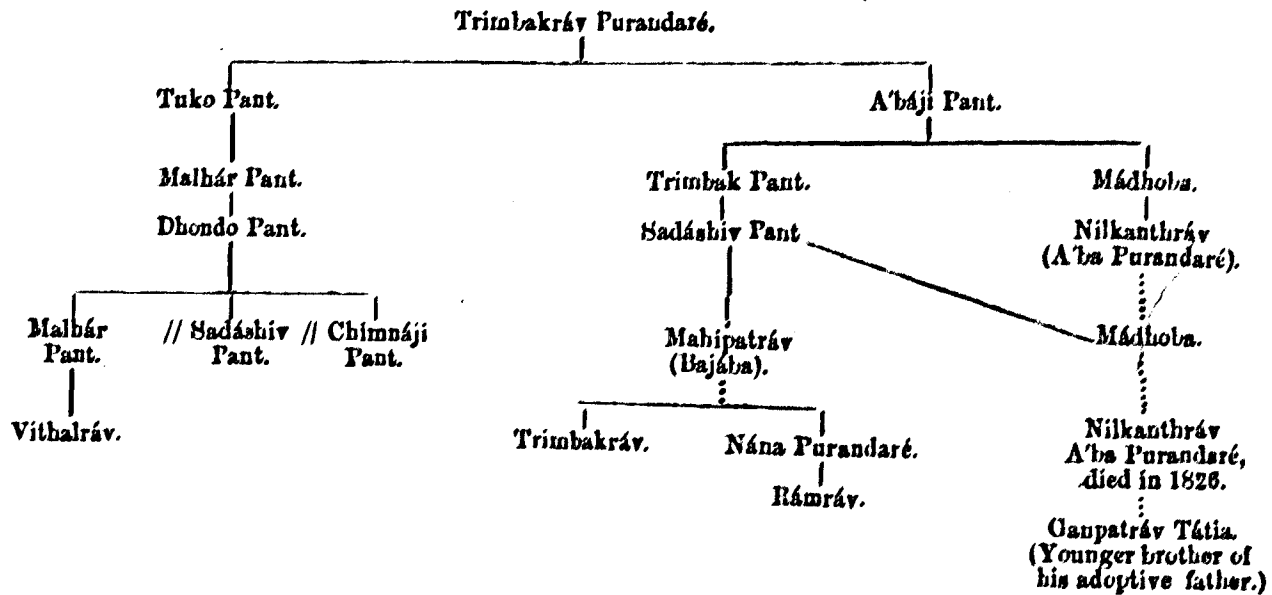 Trimbakráv Purandaré.
Tuko Pant.
A'báji Pant.
Malhár Pant.
Trimbak Pant.
Mádhoba.
Dhondo Pant.
Sadáshiv Pant
Nilkanthráv
(A'ba Purandaré).
Malhár
Pant.
// Sadáshiv
Pant.
// Chimnáji
Pant.
Mahipatráv
(Bajába).
Mádhoba.
Vithalráv.
Trimbakráv.
Nána Purandaré.
Rámráv.
Nilkanthráv
A'ba Purandaré,
died in 1826.
Ganpatráv Tátia.
(Younger brother of
his adoptive father.)